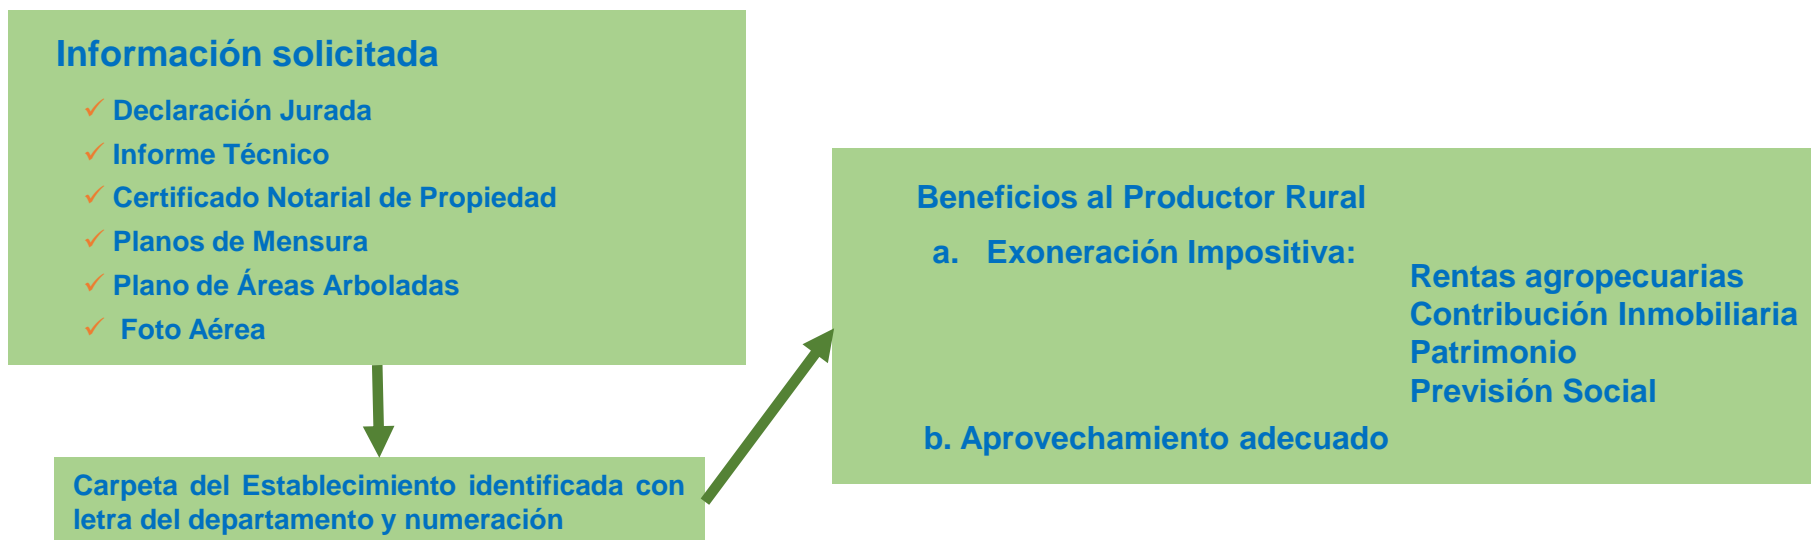 Información solicitada
✓ Declaración Jurada
✓ Informe Técnico
✓ Certificado Notarial de Propiedad
✓ Planos de Mensura
✓ Plano de Áreas Arboladas
✓ Foto Aérea
Carpeta del Establecimiento identificada con
letra del departamento y numeración
Beneficios al Productor Rural
a. Exoneración Impositiva:
Rentas agropecuarias
Contribución Inmobiliaria
Patrimonio
Previsión Social
b. Aprovechamiento adecuado